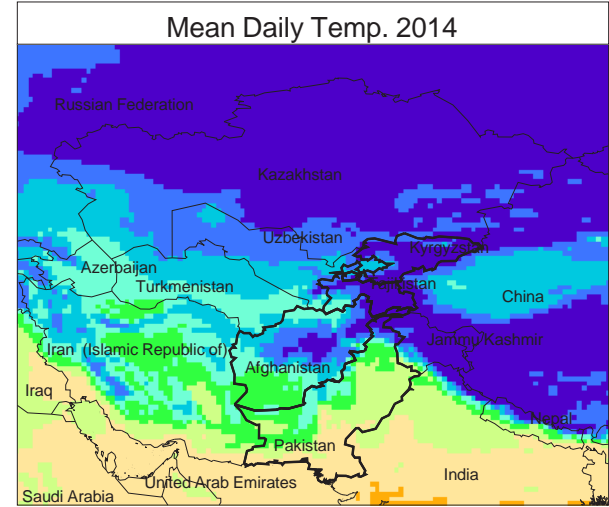 Mean Daily Temp. 2014
Russian Federation
Kazakhstan
Uzbekistan
Kyrgyzstan
Azerbaijan
Turkmenistan
Tajikistan
China
Iran (Islamic Republic of)
Jammu Kashmir
Afghanistan
Iraq
Nepal
Pakistan
United Arab Emirates
India
Saudi Arabia